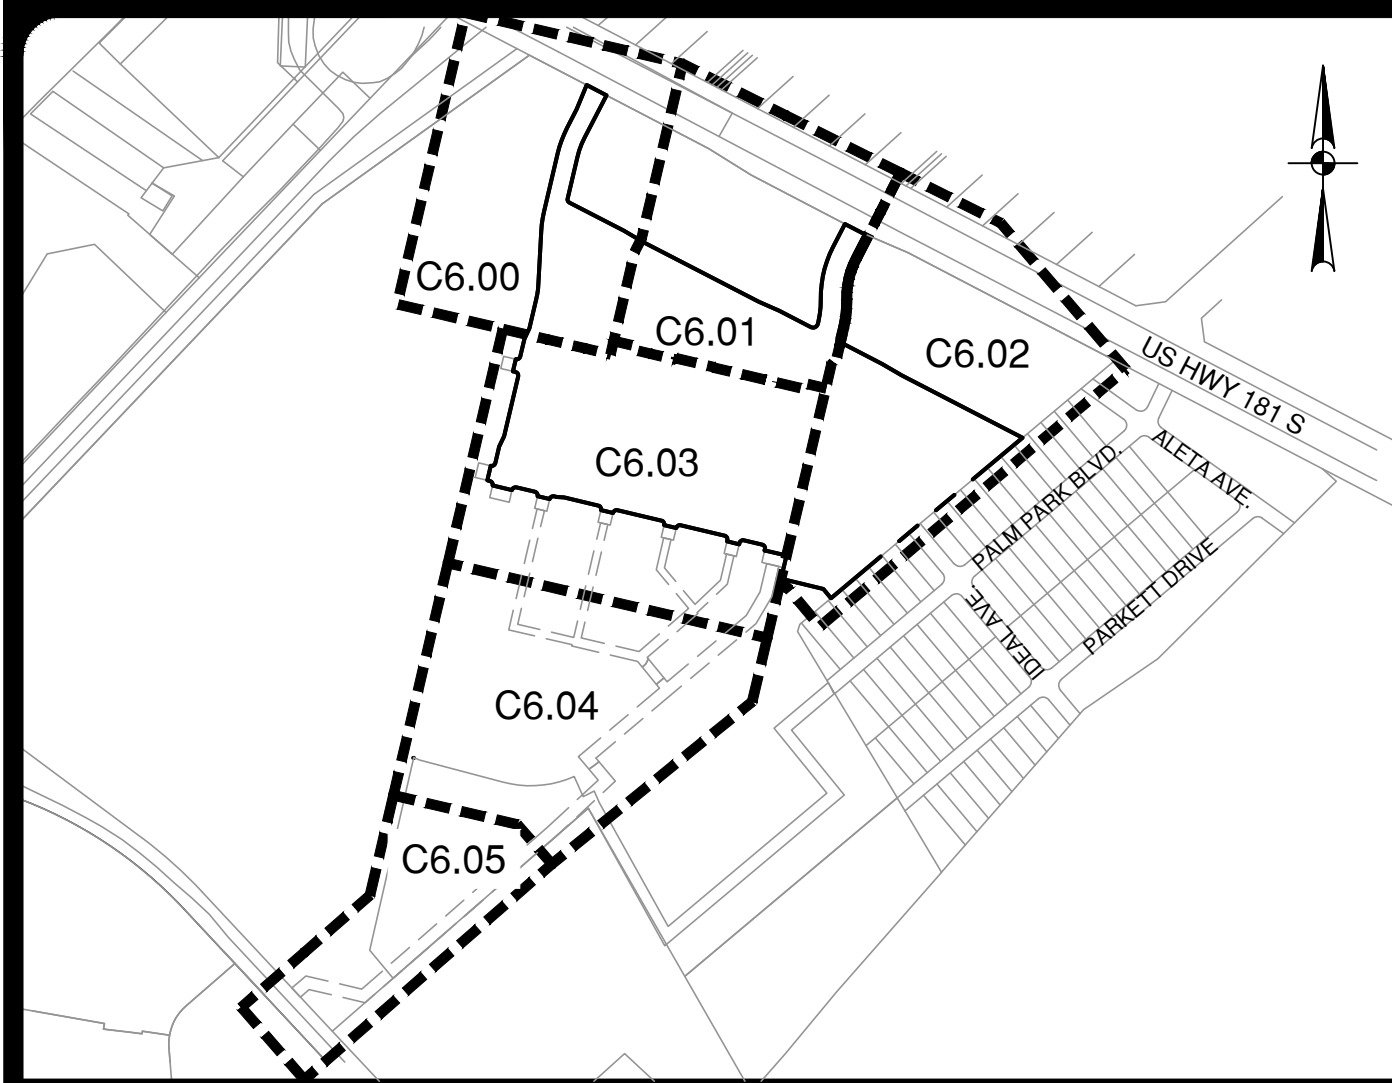 C6.00
C6.01
C6.02
US HWY 181 S
C6.03
ALETA AVE.
PALM PARK BLVD.
PARKETT DRIVE
IDEAL AVE.
C6.04
C6.05